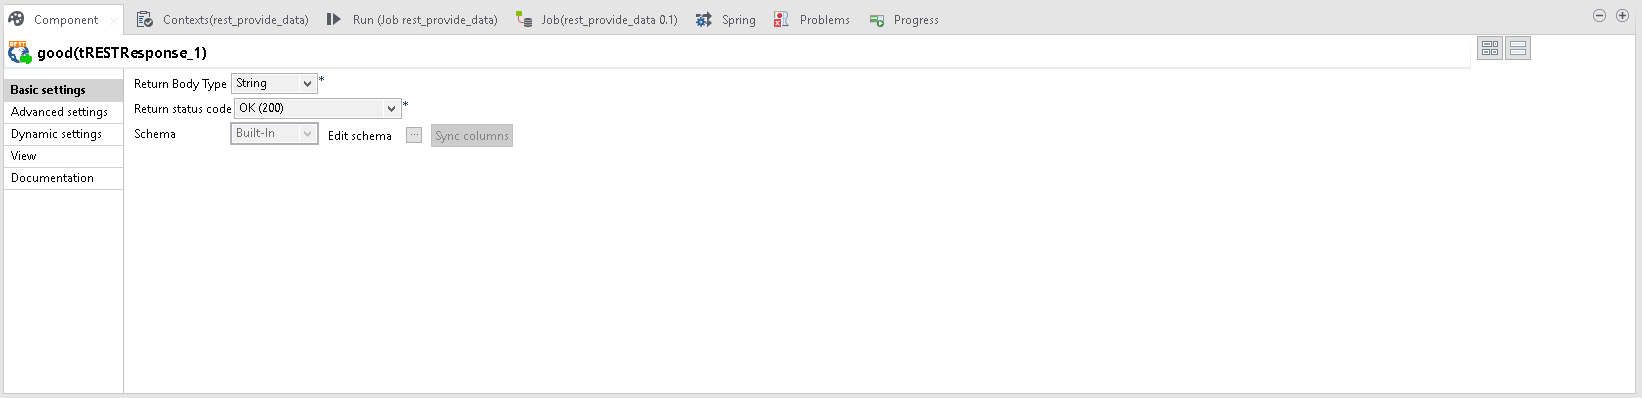 Component Contexts(rest_provide_data) Run (Job rest_provide_data) Job(rest_provide_data 0.1) Spring Problems Progress
REST
good(tRESTResponse_1)
Basic settings
Advanced settings
Dynamic settings
View
Documentation
Return Body Type String *
Return status code OK (200) *
Schema Built-In Edit schema ... Sync columns